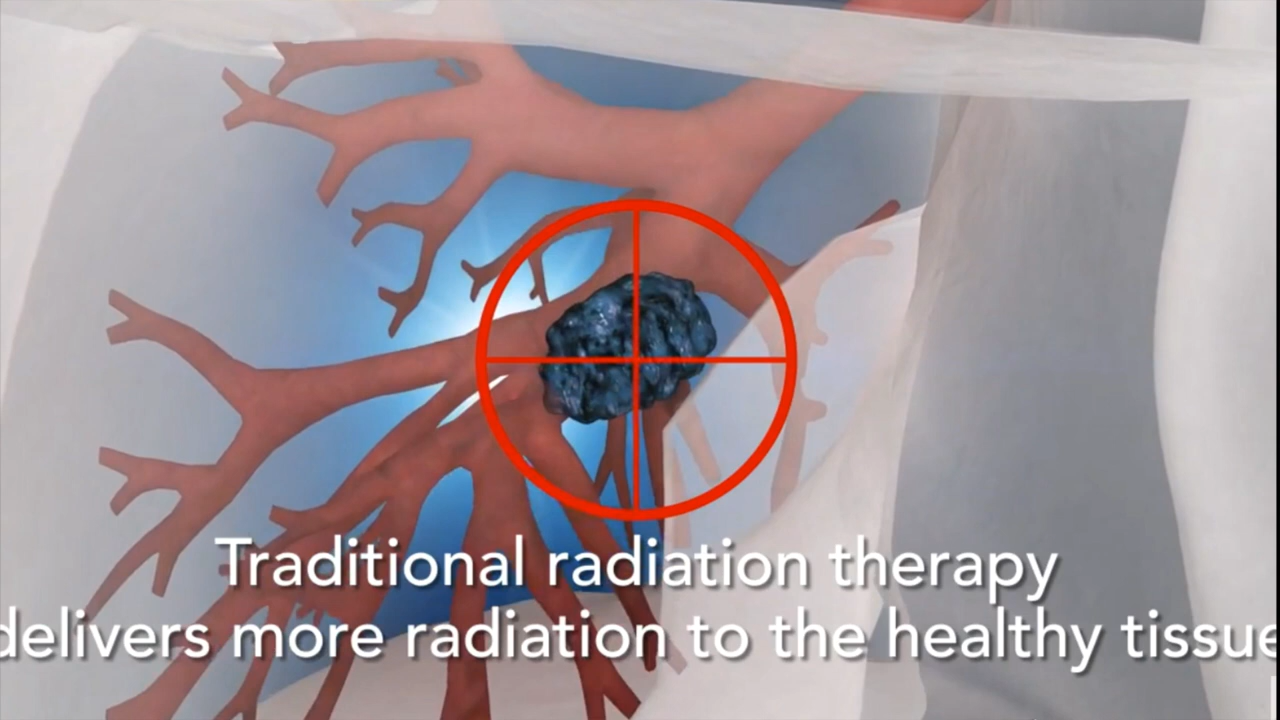 Traditional radiation therapy
delivers more radiation to the healthy tissue